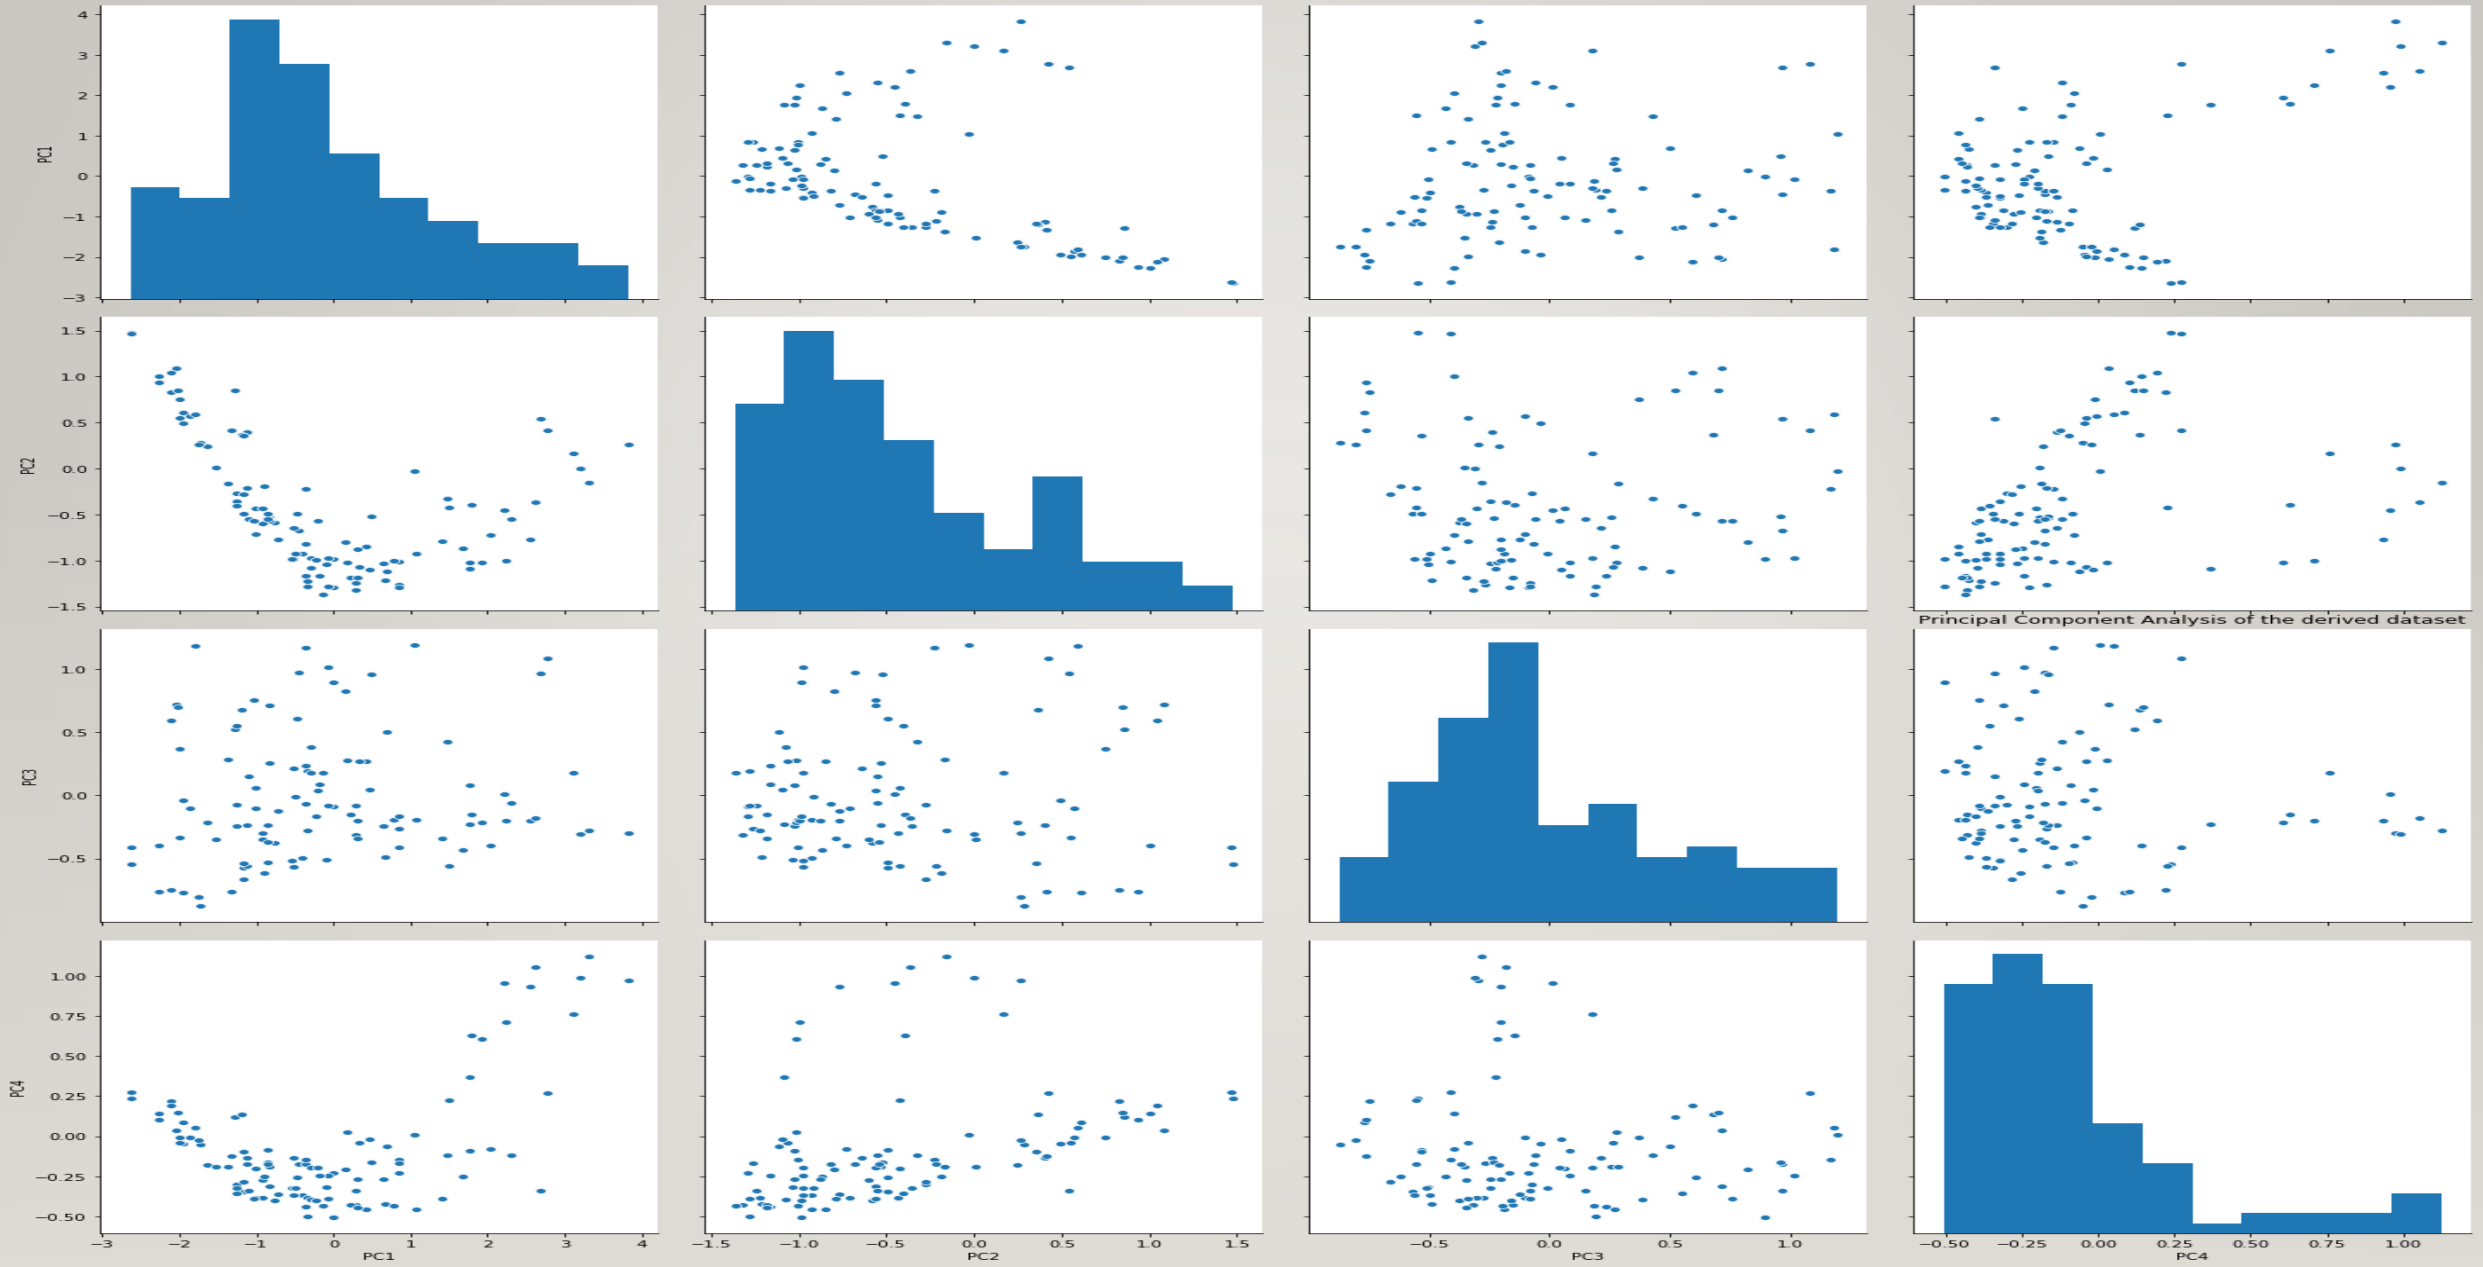 4
3
2
1
0
−1
−2
−3
PC1
1.5
1.0
0.5
0.0
−0.5
−1.0
−1.5
PC2
Principal Component Analysis of the derived dataset
1.0
0.5
0.0
−0.5
PC3
1.00
0.75
0.50
0.25
0.00
−0.25
−0.50
PC4
−3 −2 −1 0 1 2 3 4
PC1
−1.5 −1.0 −0.5 0.0 0.5 1.0 1.5
PC2
−0.5 0.0 0.5 1.0
PC3
−0.50 −0.25 0.00 0.25 0.50 0.75 1.00
PC4